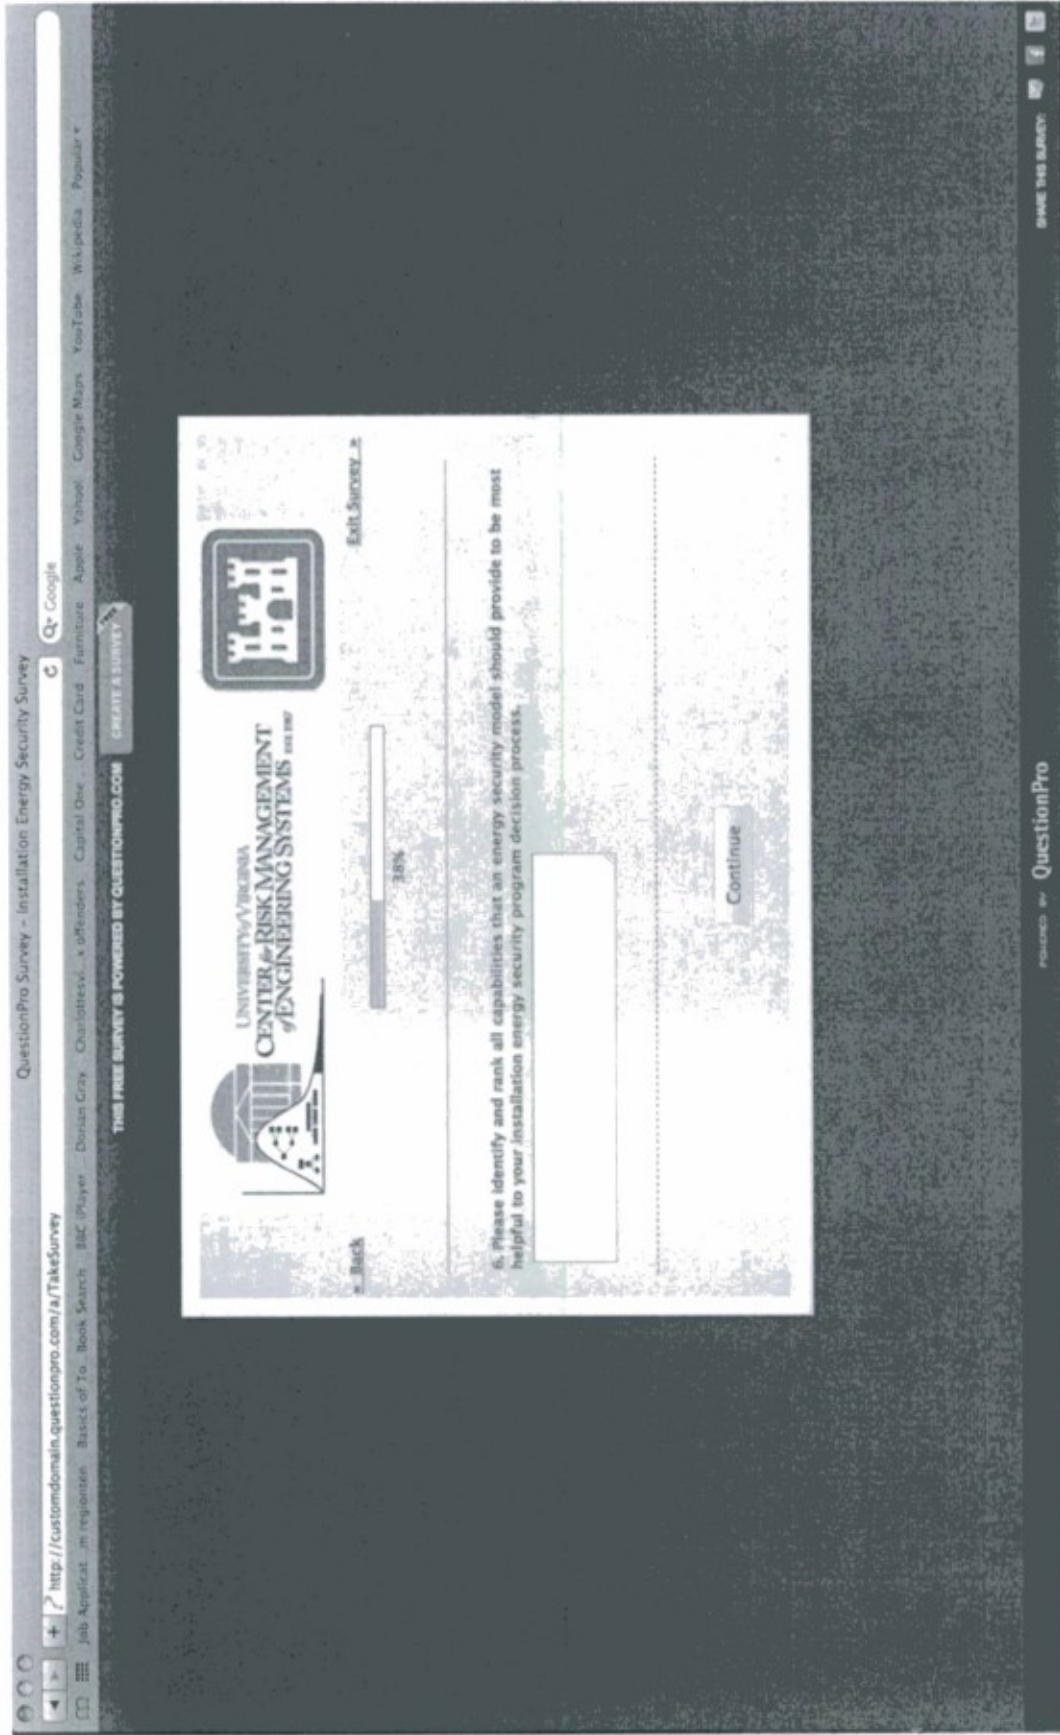 QuestionPro Survey – Installation Energy Security Survey
+ http://customdomain.questionpro.com/a/TakeSurvey
Google
Job Applicat...m regionten Basics of To Book Search BBC iPlayer Dorian Gray Charlottesvi...x offenders Capital One Credit Card Furniture Apple Yahoo! Google Maps YouTube Wikipedia Popular
THIS FREE SURVEY IS POWERED BY QUESTIONPRO.COM CREATE A SURVEY
UNIVERSITY of VIRGINIA
CENTER for RISK MANAGEMENT
of ENGINEERING SYSTEMS EST. 1987
« Back Exit Survey »
38%
6. Please identify and rank all capabilities that an energy security model should provide to be most
helpful to your installation energy security program decision process.
Continue
POWERED BY QuestionPro
SHARE THIS SURVEY: